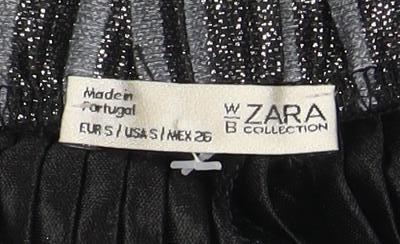 Made in
Portugal
EUR S / USA S / MEX 26
W/B ZARA
COLLECTION